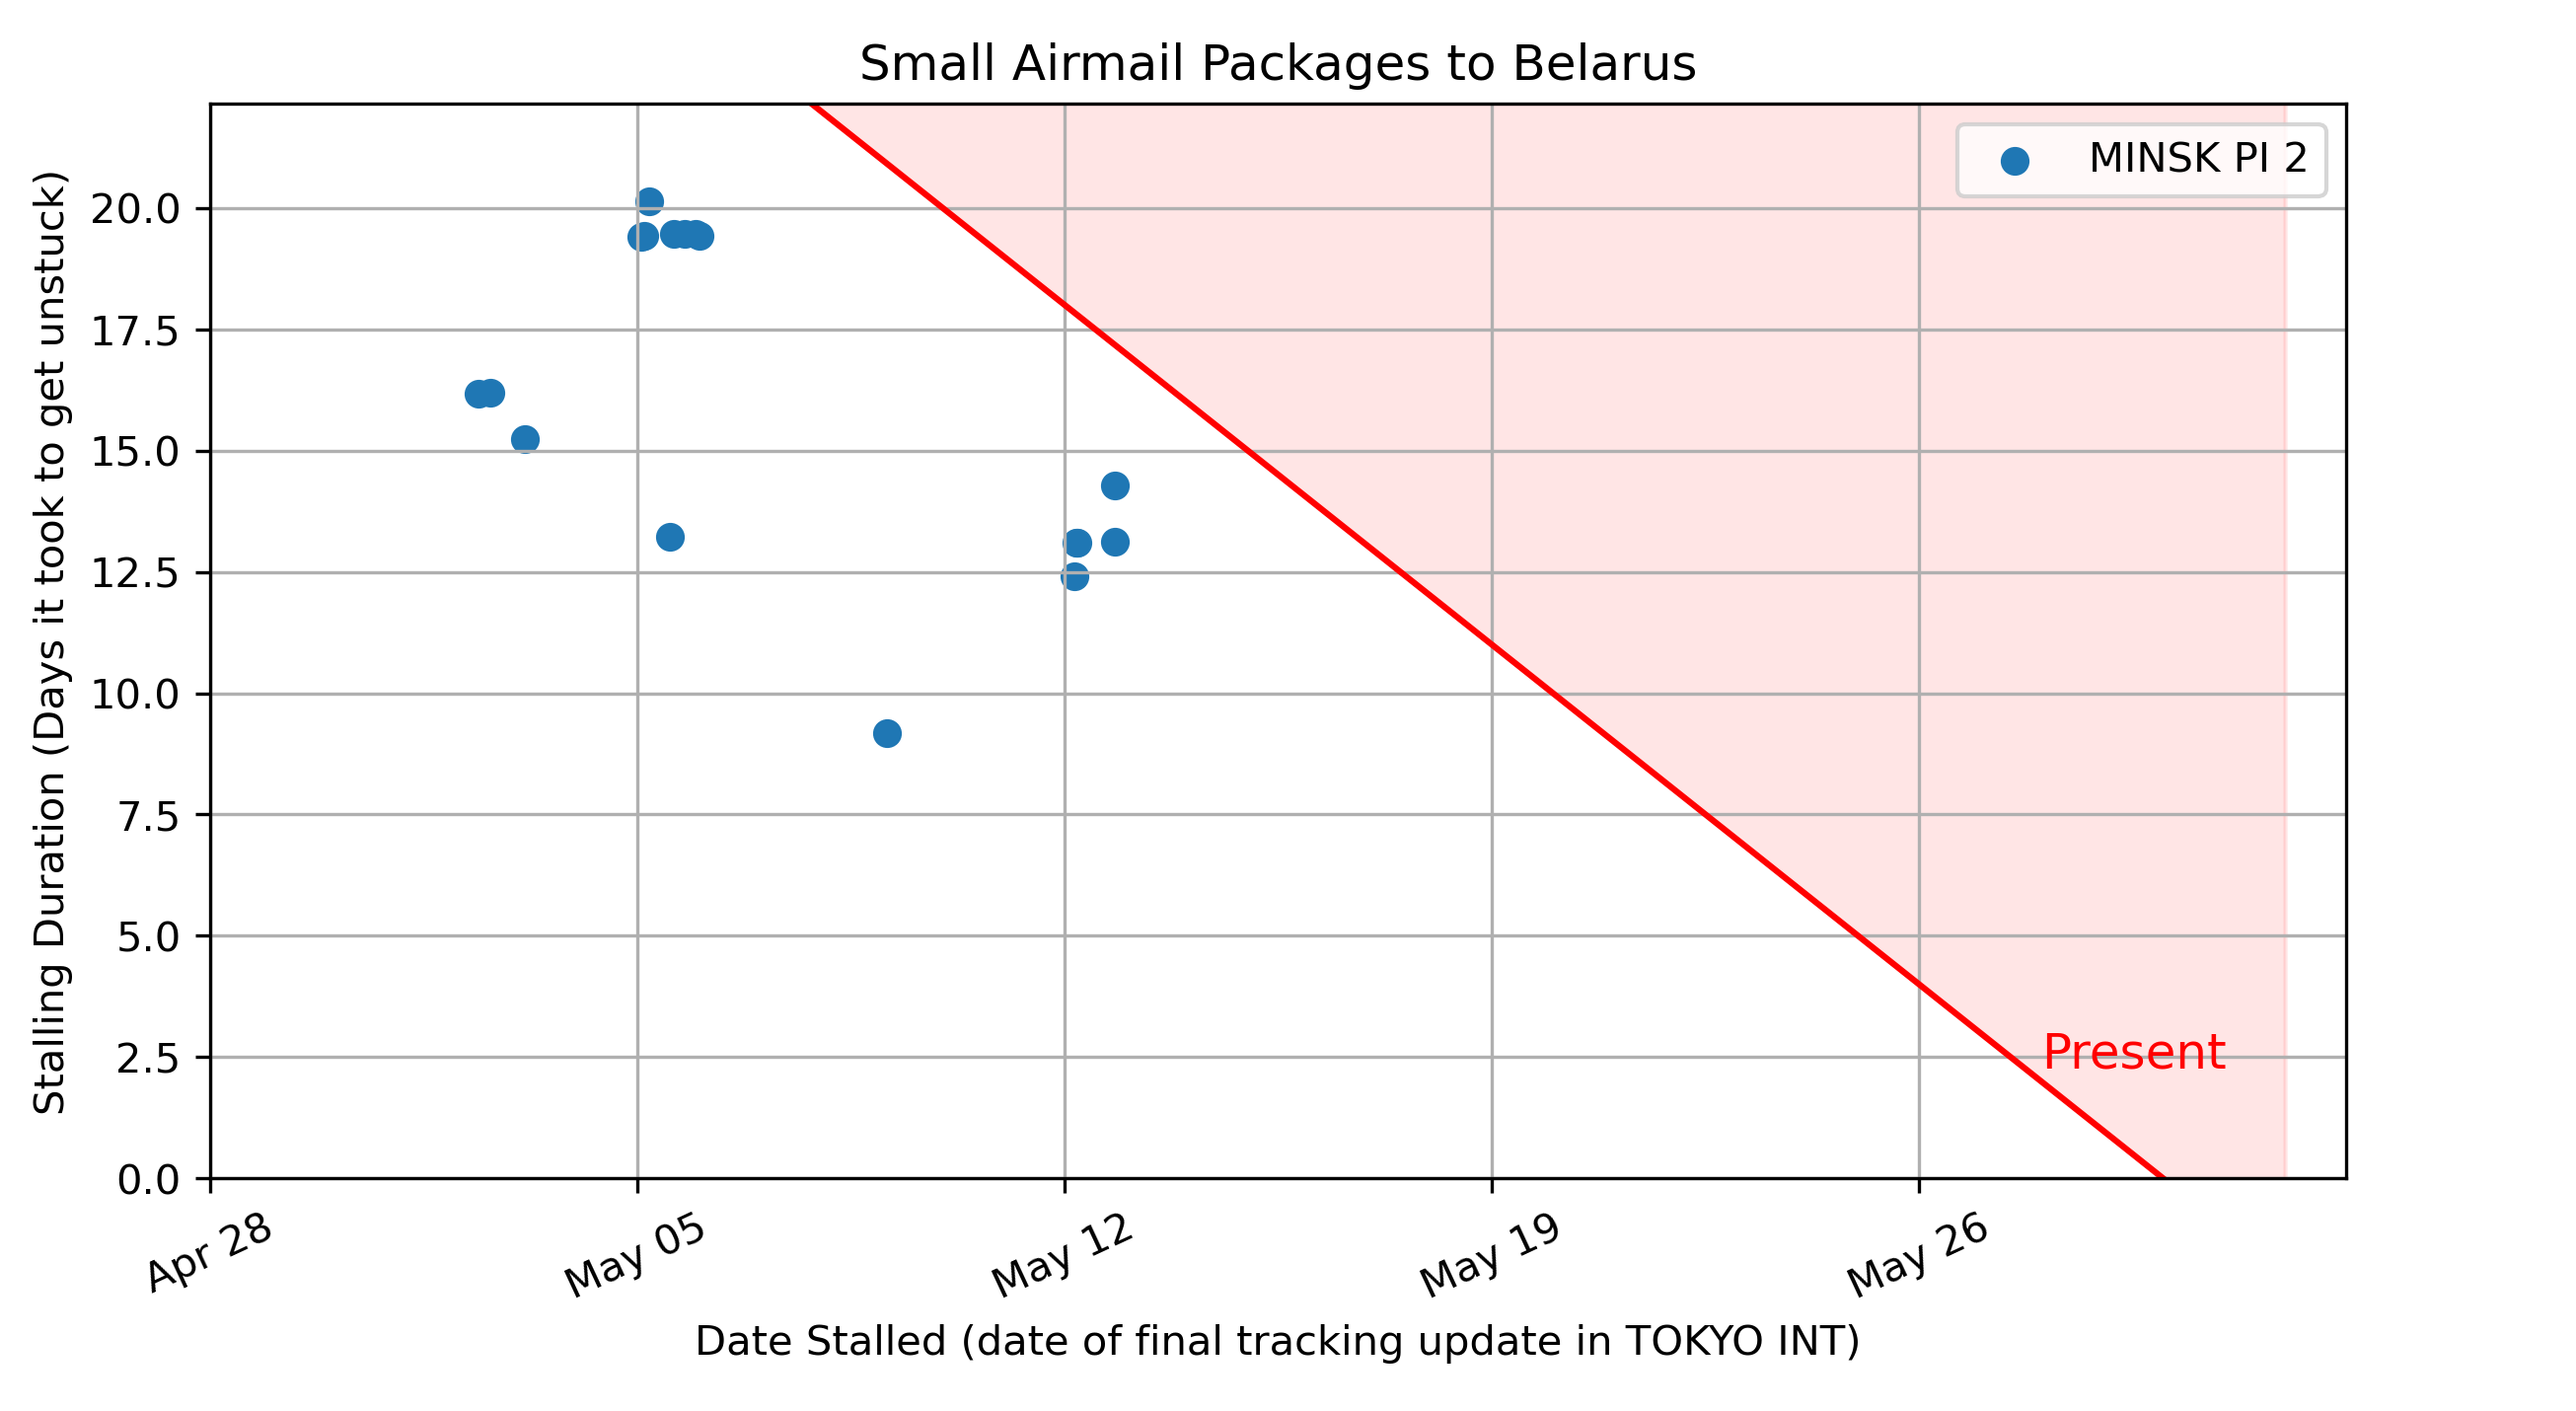 Small Airmail Packages to Belarus
MINSK PI 2
Stalling Duration (Days it took to get unstuck)
20.0
17.5
15.0
12.5
10.0
7.5
5.0
2.5
0.0
Present
Apr 28
May 05
May 12
May 19
May 26
Date Stalled (date of final tracking update in TOKYO INT)